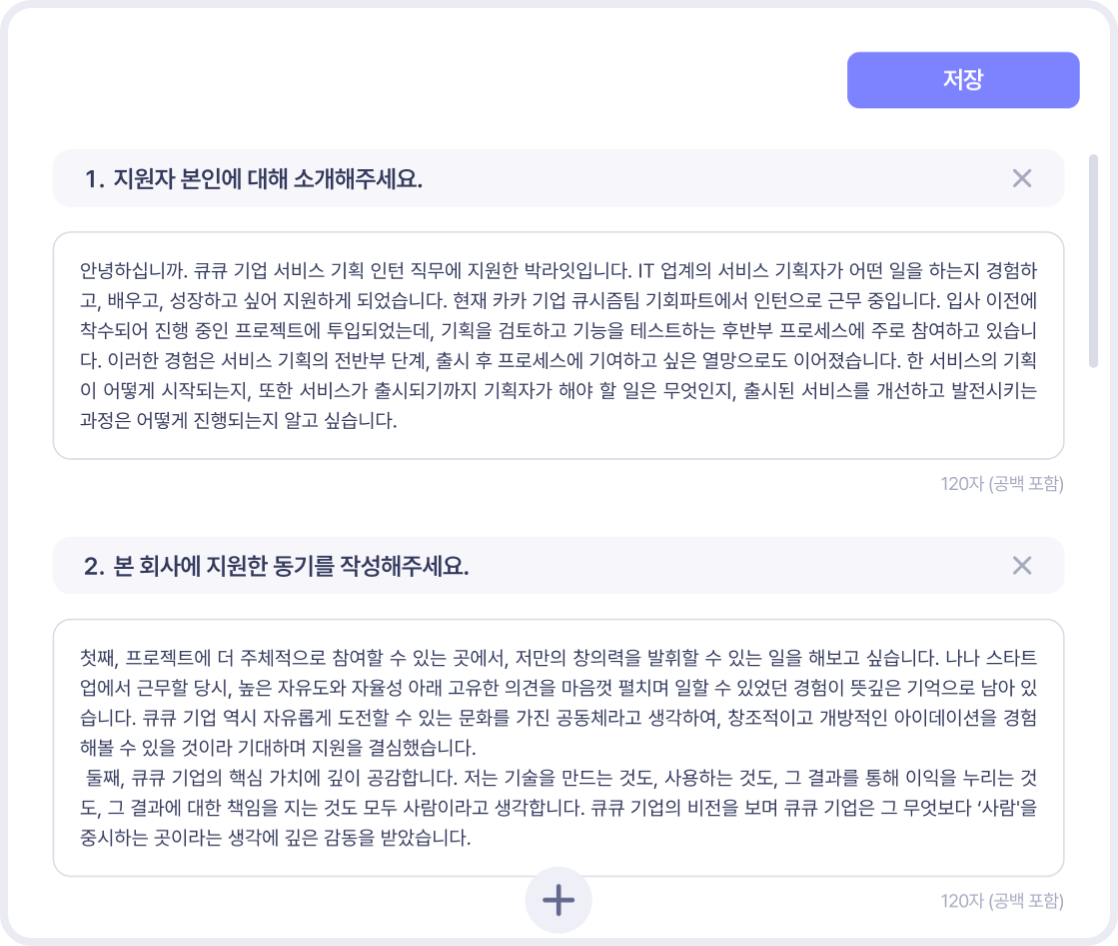 저장
1. 지원자 본인에 대해 소개해주세요.
안녕하십니까. 큐큐 기업 서비스 기획 인턴 직무에 지원한 박라잇입니다. IT 업계의 서비스 기획자가 어떤 일을 하는지 경험하
고, 배우고, 성장하고 싶어 지원하게 되었습니다. 현재 카카 기업 큐시즘팀 기회파트에서 인턴으로 근무 중입니다. 입사 이전에
착수되어 진행 중인 프로젝트에 투입되었는데, 기획을 검토하고 기능을 테스트하는 후반부 프로세스에 주로 참여하고 있습니
다. 이러한 경험은 서비스 기획의 전반부 단계, 출시 후 프로세스에 기여하고 싶은 열망으로도 이어졌습니다. 한 서비스의 기획
이 어떻게 시작되는지, 또한 서비스가 출시되기까지 기획자가 해야 할 일은 무엇인지, 출시된 서비스를 개선하고 발전시키는
과정은 어떻게 진행되는지 알고 싶습니다.
120자 (공백 포함)
2. 본 회사에 지원한 동기를 작성해주세요.
첫째, 프로젝트에 더 주체적으로 참여할 수 있는 곳에서, 저만의 창의력을 발휘할 수 있는 일을 해보고 싶습니다. 나나 스타트
업에서 근무할 당시, 높은 자유도와 자율성 아래 고유한 의견을 마음껏 펼치며 일할 수 있었던 경험이 뜻깊은 기억으로 남아 있
습니다. 큐큐 기업 역시 자유롭게 도전할 수 있는 문화를 가진 공동체라고 생각하여, 창조적이고 개방적인 아이데이션을 경험
해볼 수 있을 것이라 기대하며 지원을 결심했습니다.
둘째, 큐큐 기업의 핵심 가치에 깊이 공감합니다. 저는 기술을 만드는 것도, 사용하는 것도, 그 결과를 통해 이익을 누리는 것
도, 그 결과에 대한 책임을 지는 것도 모두 사람이라고 생각합니다. 큐큐 기업의 비전을 보며 큐큐 기업은 그 무엇보다 ‘사람'을
중시하는 곳이라는 생각에 깊은 감동을 받았습니다.
120자 (공백 포함)